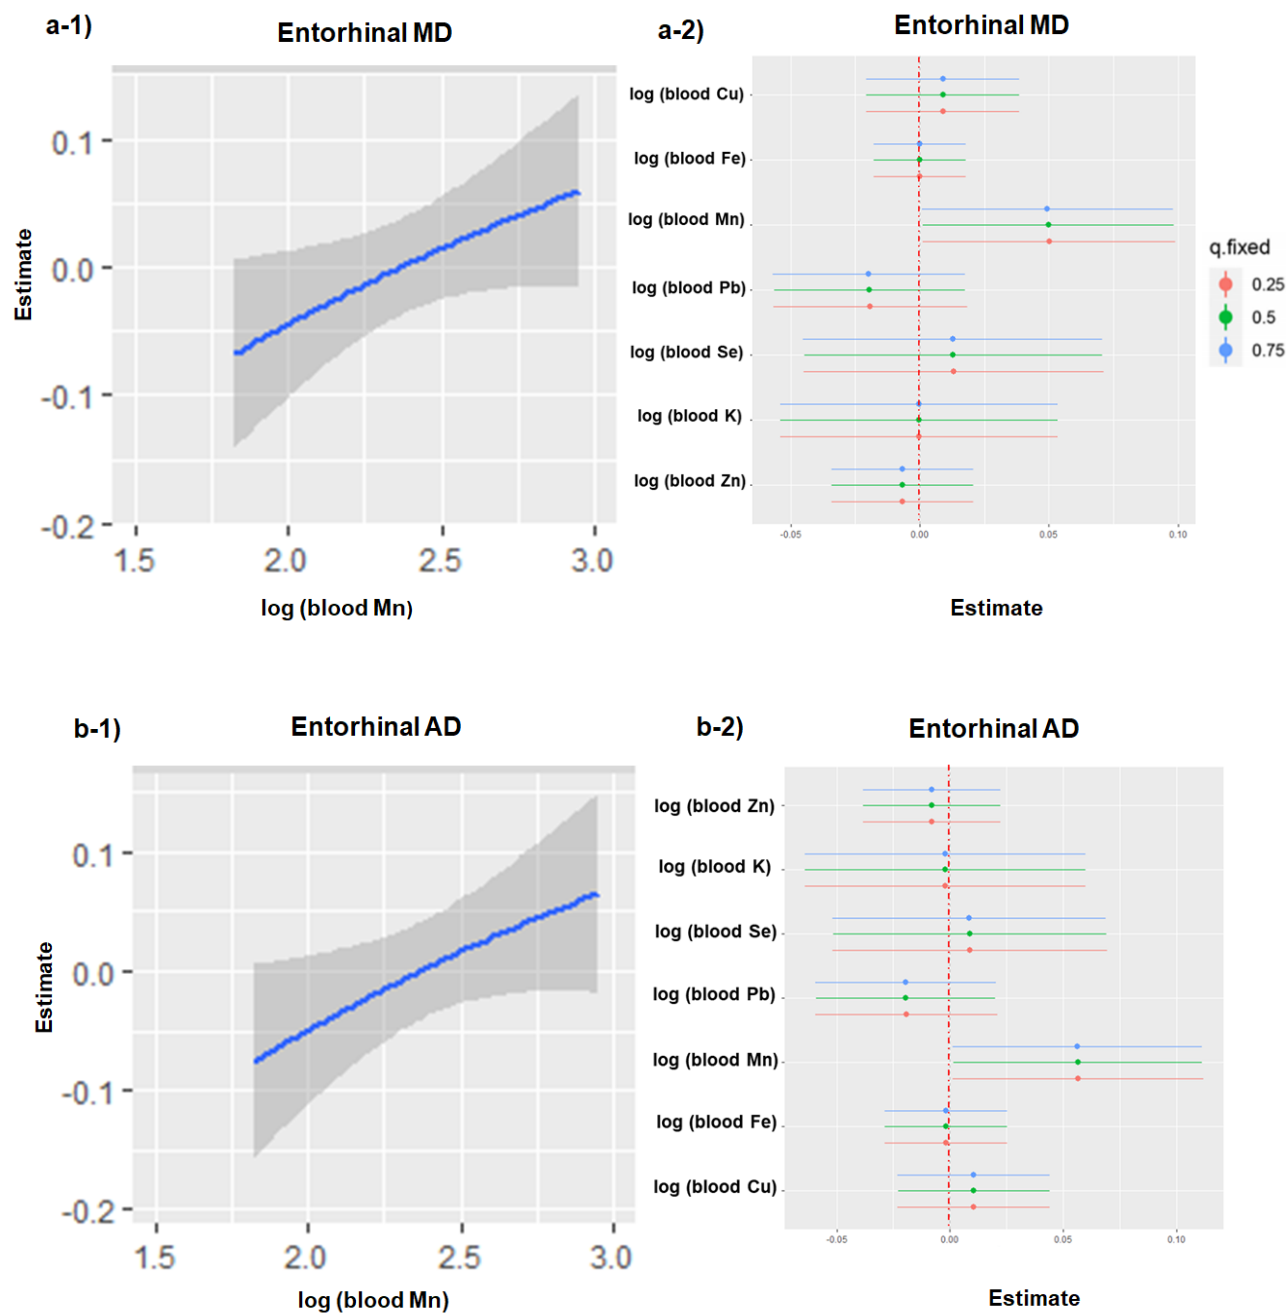 a-1)
Entorhinal MD
0.1
0.0
-0.1
-0.2
Estimate
1.5 2.0 2.5 3.0
log (blood Mn)
a-2)
Entorhinal MD
log (blood Cu)
log (blood Fe)
log (blood Mn)
log (blood Pb)
log (blood Se)
log (blood K)
log (blood Zn)
-0.05 0.00 0.05 0.10
Estimate
q.fixed
0.25
0.5
0.75
b-1)
Entorhinal AD
0.1
0.0
-0.1
-0.2
Estimate
1.5 2.0 2.5 3.0
log (blood Mn)
b-2)
Entorhinal AD
log (blood Zn)
log (blood K)
log (blood Se)
log (blood Pb)
log (blood Mn)
log (blood Fe)
log (blood Cu)
-0.05 0.00 0.05 0.10
Estimate